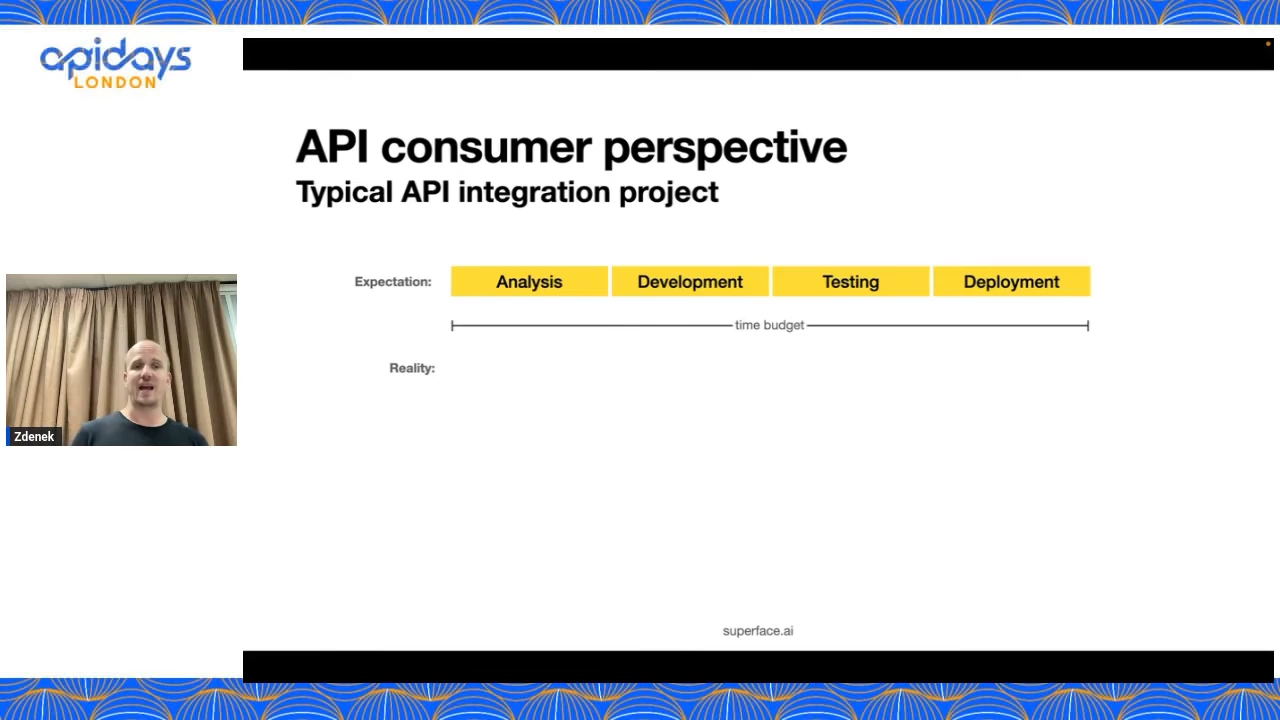 apidays
LONDON
API consumer perspective
Typical API integration project
Expectation:
Analysis
Development
Testing
Deployment
time budget
Reality:
Zdenek
superface.ai